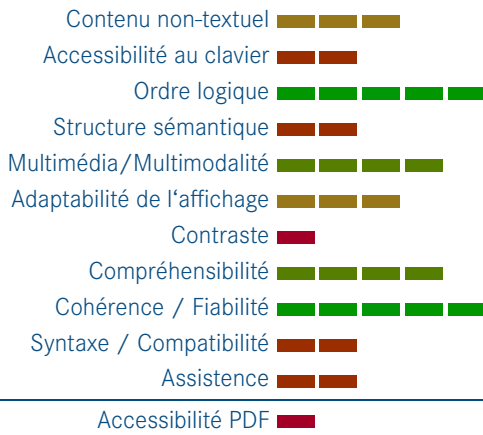 Contenu non-textuel
Accessibilité au clavier
Ordre logique
Structure sémantique
Multimédia/Multimodalité
Adaptabilité de l‘affichage
Contraste
Compréhensibilité
Cohérence / Fiabilité
Syntaxe / Compatibilité
Assistence
Accessibilité PDF